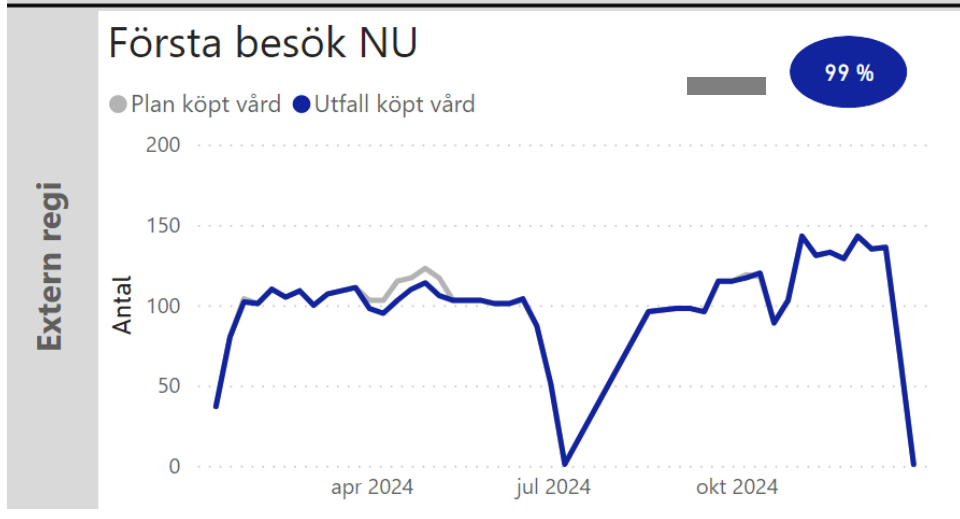 Första besök NU
99 %
Plan köpt vård Utfall köpt vård
Extern regi
Antal
200
150
100
50
0
apr 2024 jul 2024 okt 2024